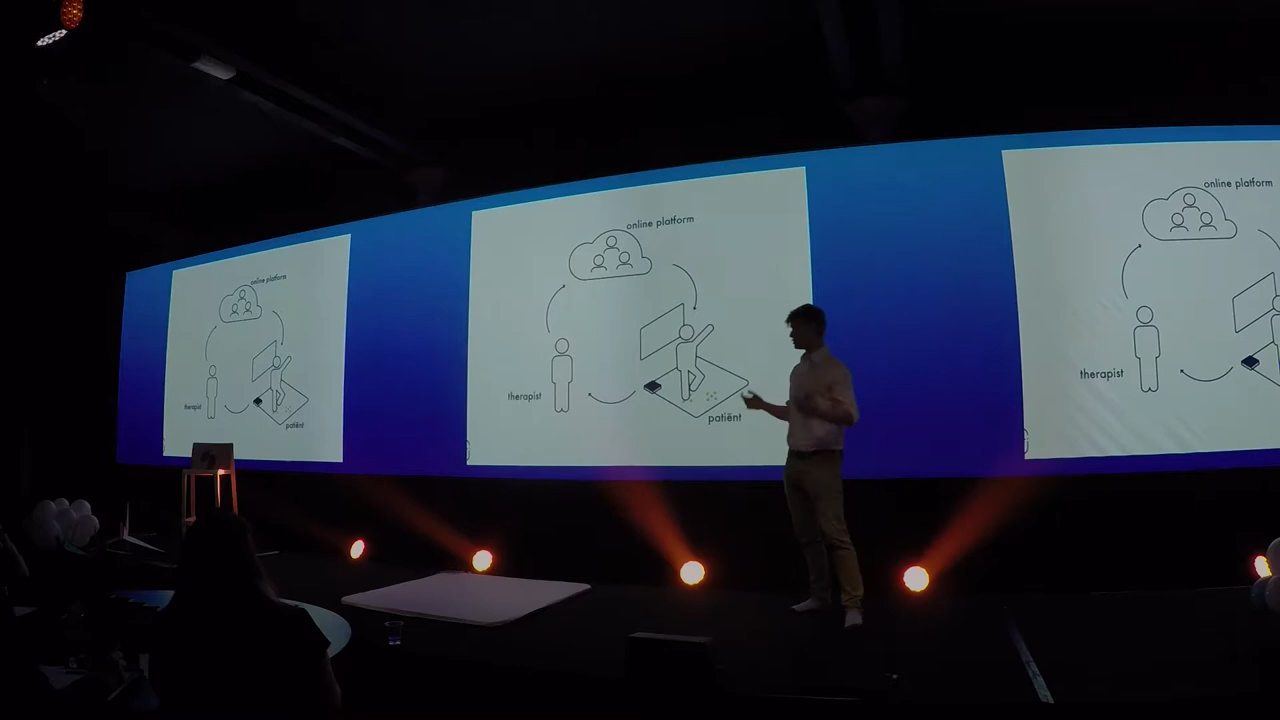 online platform
therapist
patiënt
online platform
therapist
patiënt
online platform
therapist